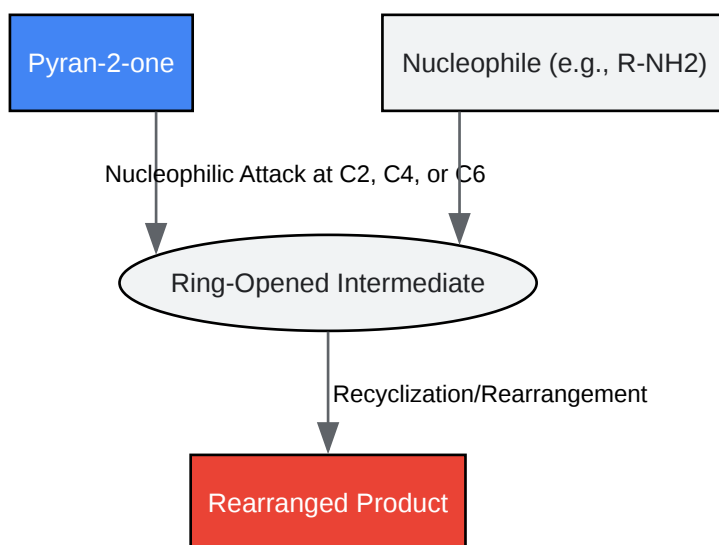 Pyran-2-one
Nucleophile (e.g., R-NH2)
Nucleophilic Attack at C2, C4, or C6
Ring-Opened Intermediate
Recyclization/Rearrangement
Rearranged Product